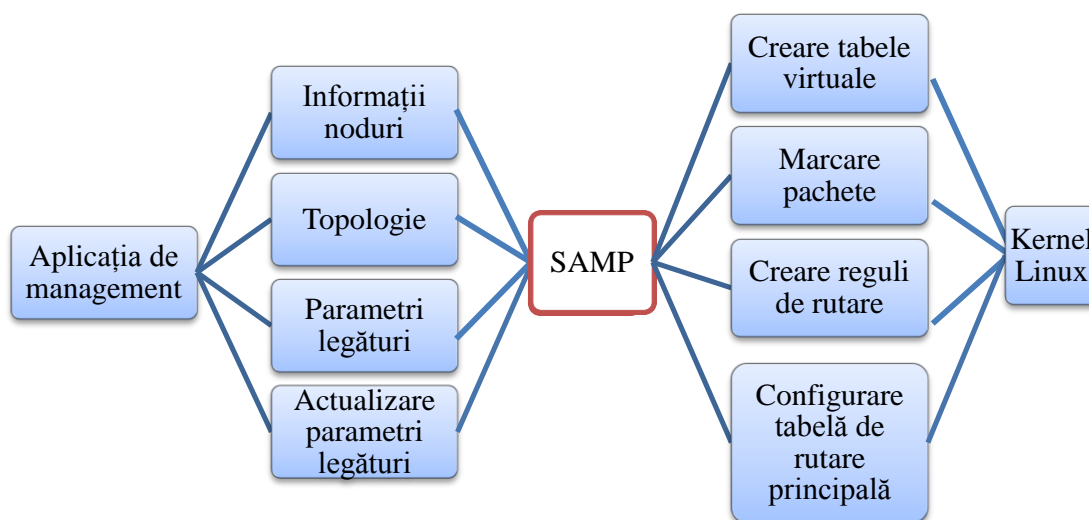 Aplicația de
management
Informații
noduri
Topologie
Parametri
legături
Actualizare
parametri
legături
SAMP
Creare tabele
virtuale
Marcare
pachete
Creare reguli
de rutare
Configurare
tabelă de
rutare
principală
Kernel
Linux